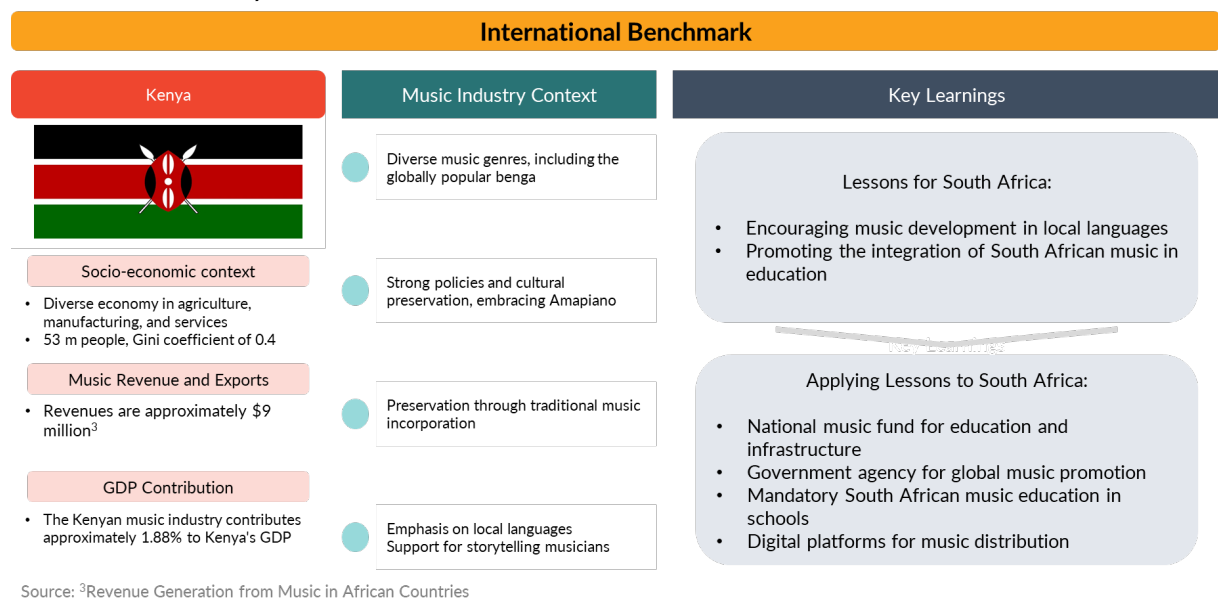 International Benchmark
Kenya
Socio-economic context
• Diverse economy in agriculture,
manufacturing, and services
• 53 m people, Gini coefficient of 0.4
Music Revenue and Exports
• Revenues are approximately $9
million³
GDP Contribution
• The Kenyan music industry contributes
approximately 1.88% to Kenya's GDP
Music Industry Context
Diverse music genres, including the
globally popular benga
Strong policies and cultural
preservation, embracing Amapiano
Preservation through traditional music
incorporation
Emphasis on local languages
Support for storytelling musicians
Key Learnings
Lessons for South Africa:
• Encouraging music development in local languages
• Promoting the integration of South African music in
education
Key Learnings
Applying Lessons to South Africa:
• National music fund for education and
infrastructure
• Government agency for global music promotion
• Mandatory South African music education in
schools
• Digital platforms for music distribution
Source: ³Revenue Generation from Music in African Countries